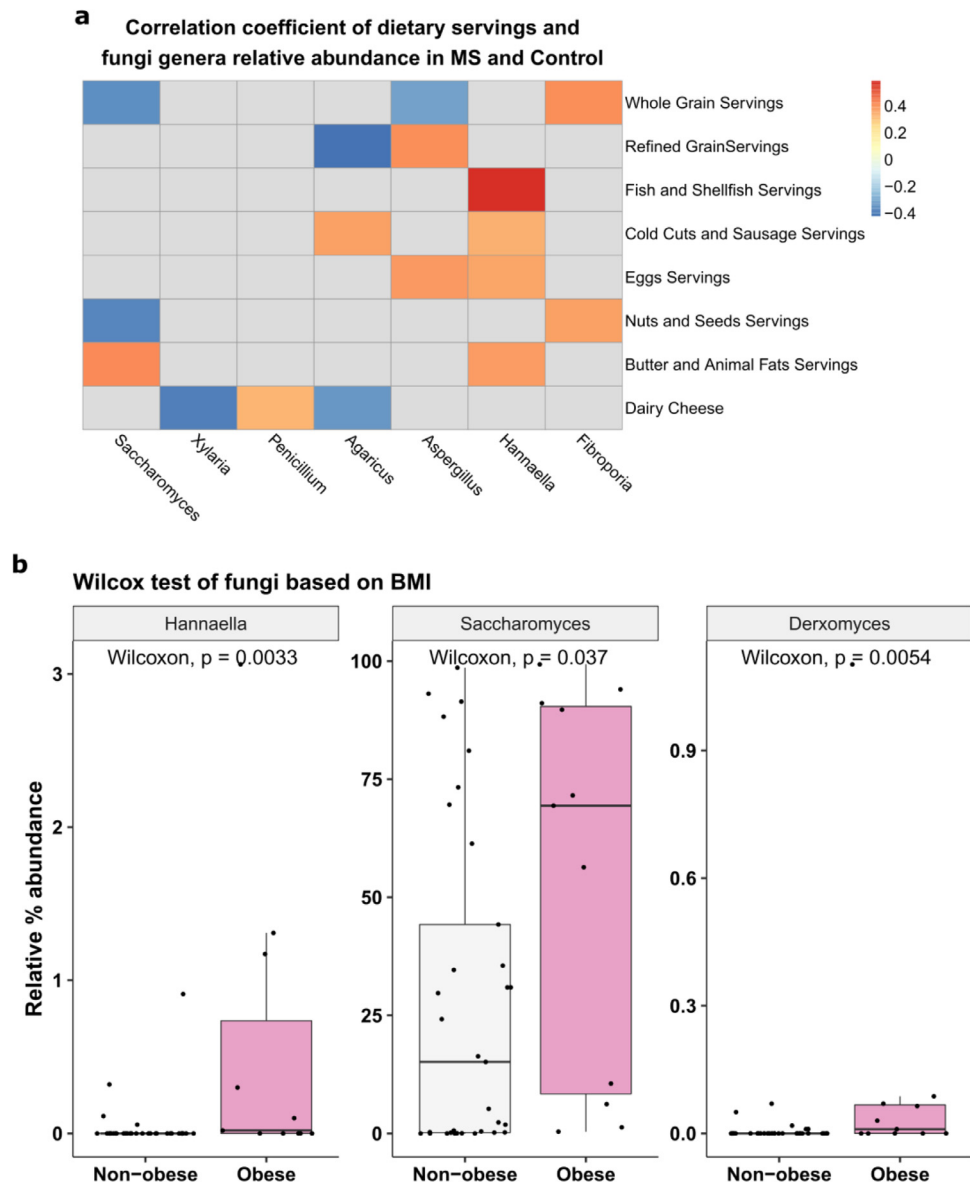 a
Correlation coefficient of dietary servings and
fungi genera relative abundance in MS and Control
Whole Grain Servings
Refined GrainServings
Fish and Shellfish Servings
Cold Cuts and Sausage Servings
Eggs Servings
Nuts and Seeds Servings
Butter and Animal Fats Servings
Dairy Cheese
0.4
0.2
0
−0.2
−0.4
Saccharomyces
Xylaria
Penicillium
Agaricus
Aspergillus
Hannaella
Fibroporia
b
Wilcox test of fungi based on BMI
Hannaella
Saccharomyces
Derxomyces
Wilcoxon, p = 0.0033
Wilcoxon, p = 0.037
Wilcoxon, p = 0.0054
Relative % abundance
3
2
1
0
100
75
50
25
0
0.9
0.6
0.3
0.0
Non-obese
Obese
Non-obese
Obese
Non-obese
Obese